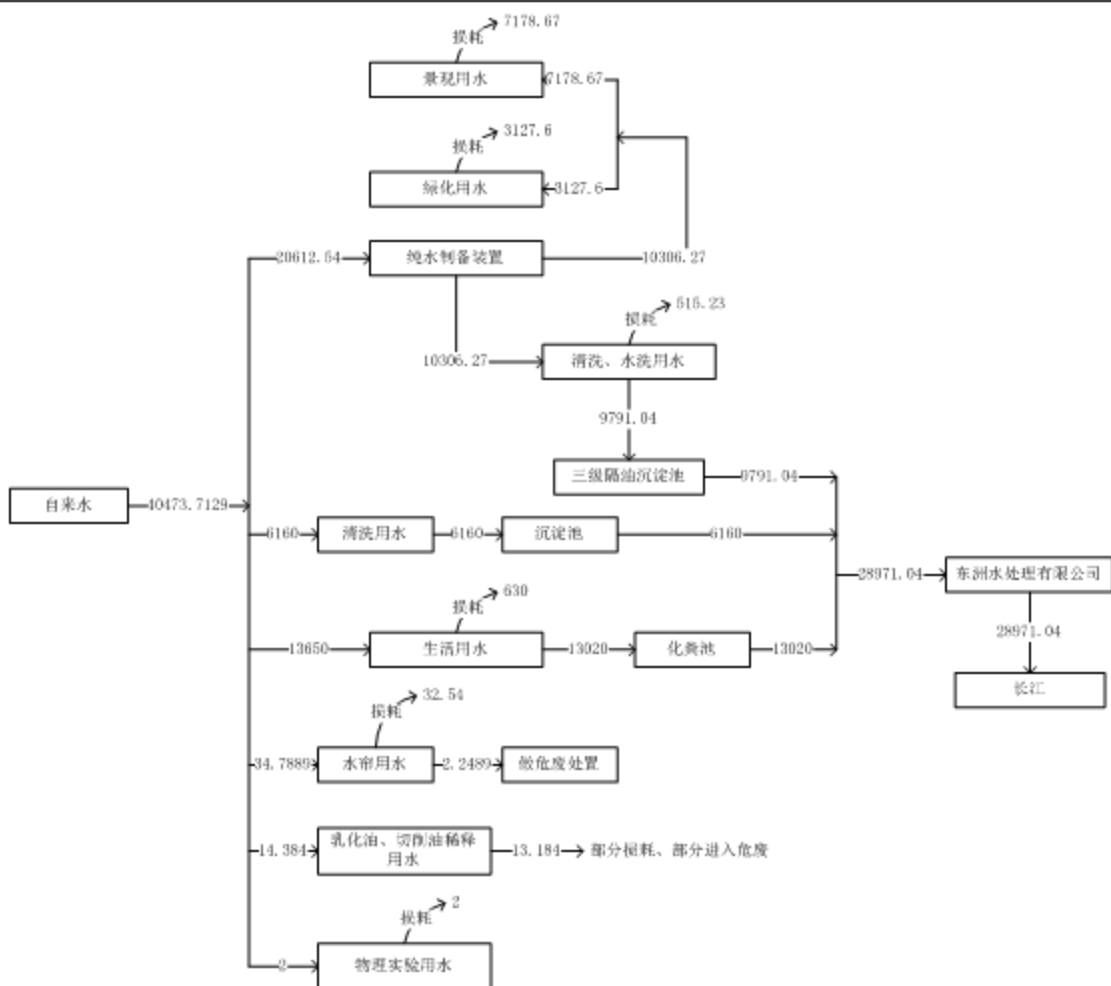 损耗 7178.67
景观用水
7178.67
损耗 3127.6
绿化用水
3127.6
20612.54
纯水制备装置
10306.27
损耗 515.23
10306.27
清洗、水洗用水
9791.04
三级隔油沉淀池
9791.04
自来水
40473.7129
6160
清洗用水
6160
沉淀池
6160
28971.04
东洲水处理有限公司
损耗 630
13650
生活用水
13020
化粪池
13020
28971.04
长江
损耗 32.54
34.7889
水帘用水
2.2489
做危废处置
14.384
乳化油、切削油稀释
用水
13.184
部分损耗、部分进入危废
损耗 2
2
物理实验用水